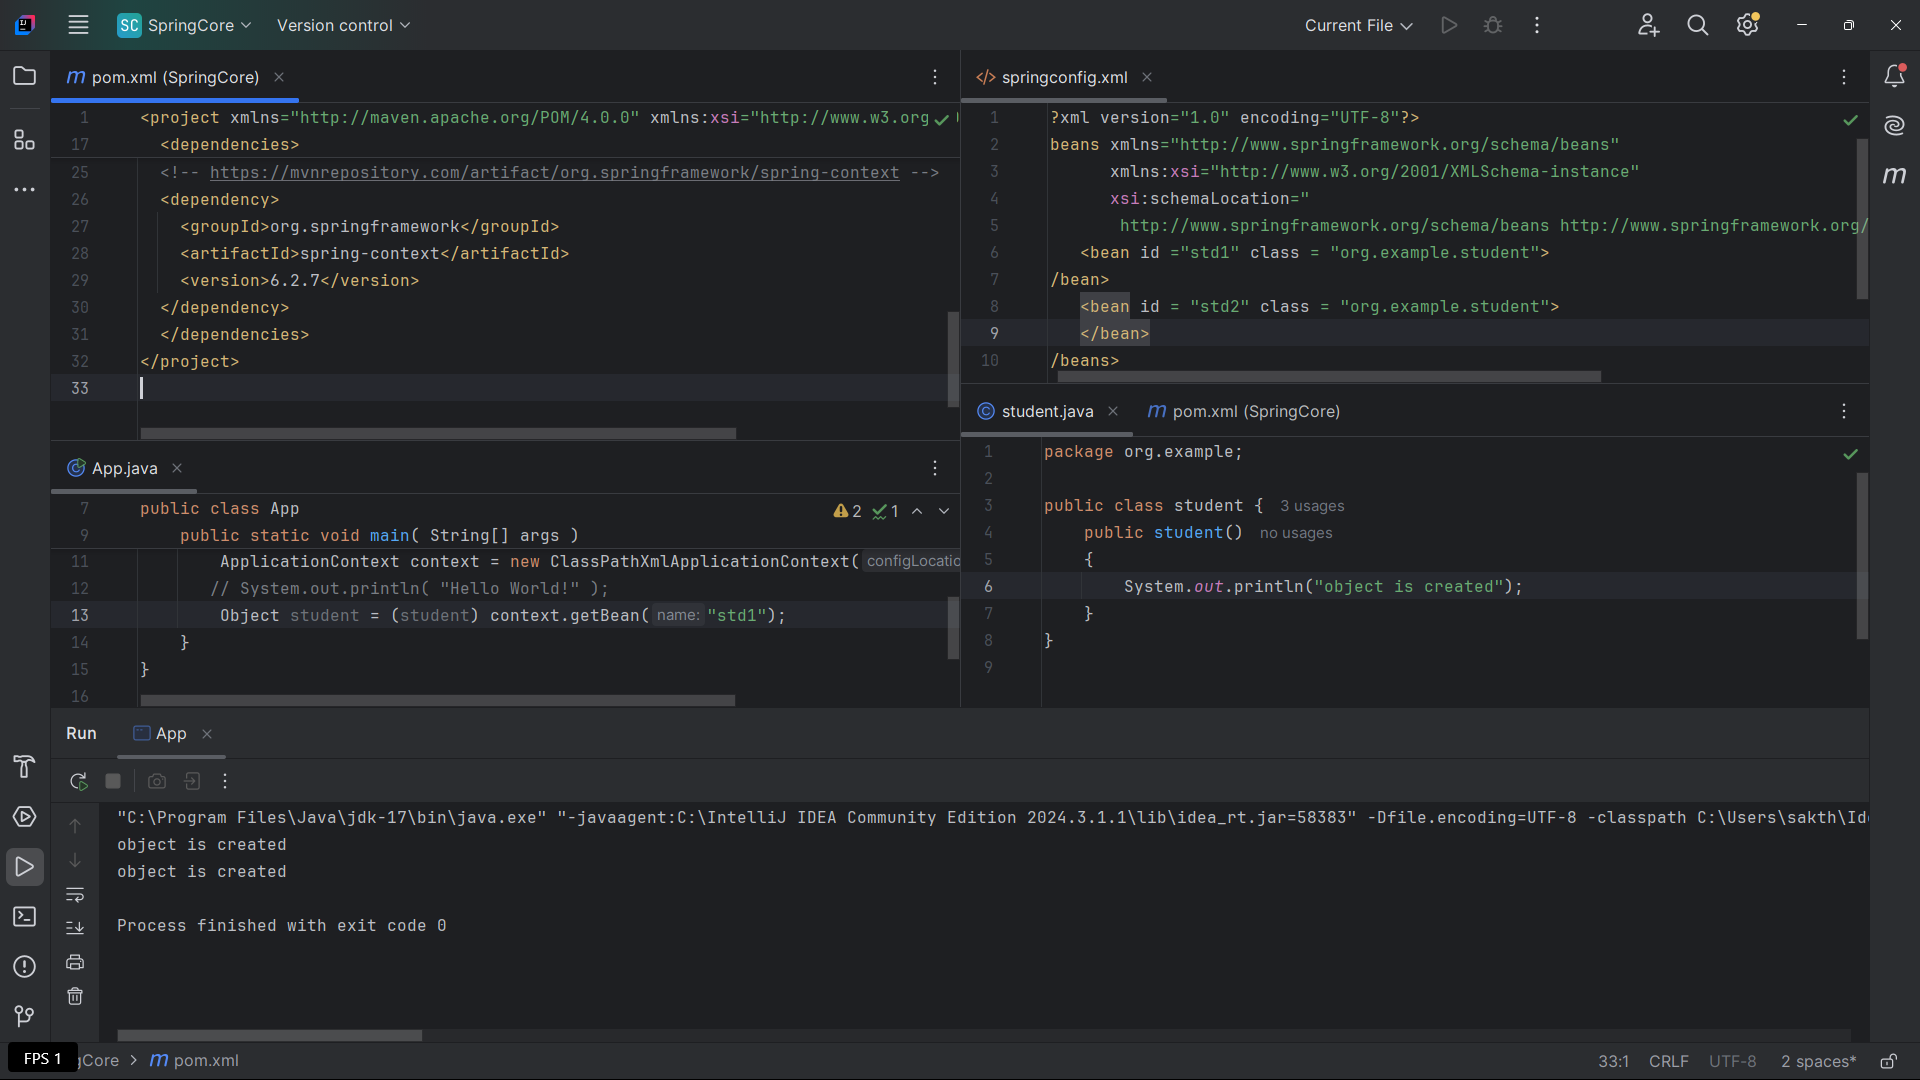 SC SpringCore Version control Current File
pom.xml (SpringCore)
1 <project xmlns="http://maven.apache.org/POM/4.0.0" xmlns:xsi="http://www.w3.org
17 <dependencies>
25 <!-- https://mvnrepository.com/artifact/org.springframework/spring-context -->
26 <dependency>
27 <groupId>org.springframework</groupId>
28 <artifactId>spring-context</artifactId>
29 <version>6.2.7</version>
30 </dependency>
31 </dependencies>
32 </project>
33
springconfig.xml
1 ?xml version="1.0" encoding="UTF-8"?>
2 beans xmlns="http://www.springframework.org/schema/beans"
3 xmlns:xsi="http://www.w3.org/2001/XMLSchema-instance"
4 xsi:schemaLocation="
5 http://www.springframework.org/schema/beans http://www.springframework.org/
6 <bean id ="std1" class = "org.example.student">
7 /bean>
8 <bean id = "std2" class = "org.example.student">
9 </bean>
10 /beans>
App.java
7 public class App
9 public static void main( String[] args )
11 ApplicationContext context = new ClassPathXmlApplicationContext( configLocatio
12 // System.out.println( "Hello World!" );
13 Object student = (student) context.getBean( name: "std1");
14 }
15 }
16
2 1
student.java pom.xml (SpringCore)
1 package org.example;
2
3 public class student { 3 usages
4 public student() no usages
5 {
6 System.out.println("object is created");
7 }
8 }
9
Run App
"C:\Program Files\Java\jdk-17\bin\java.exe" "-javaagent:C:\IntelliJ IDEA Community Edition 2024.3.1.1\lib\idea_rt.jar=58383" -Dfile.encoding=UTF-8 -classpath C:\Users\sakth\Id
object is created
object is created
Process finished with exit code 0
FPS 1 gCore > pom.xml 33:1 CRLF UTF-8 2 spaces*